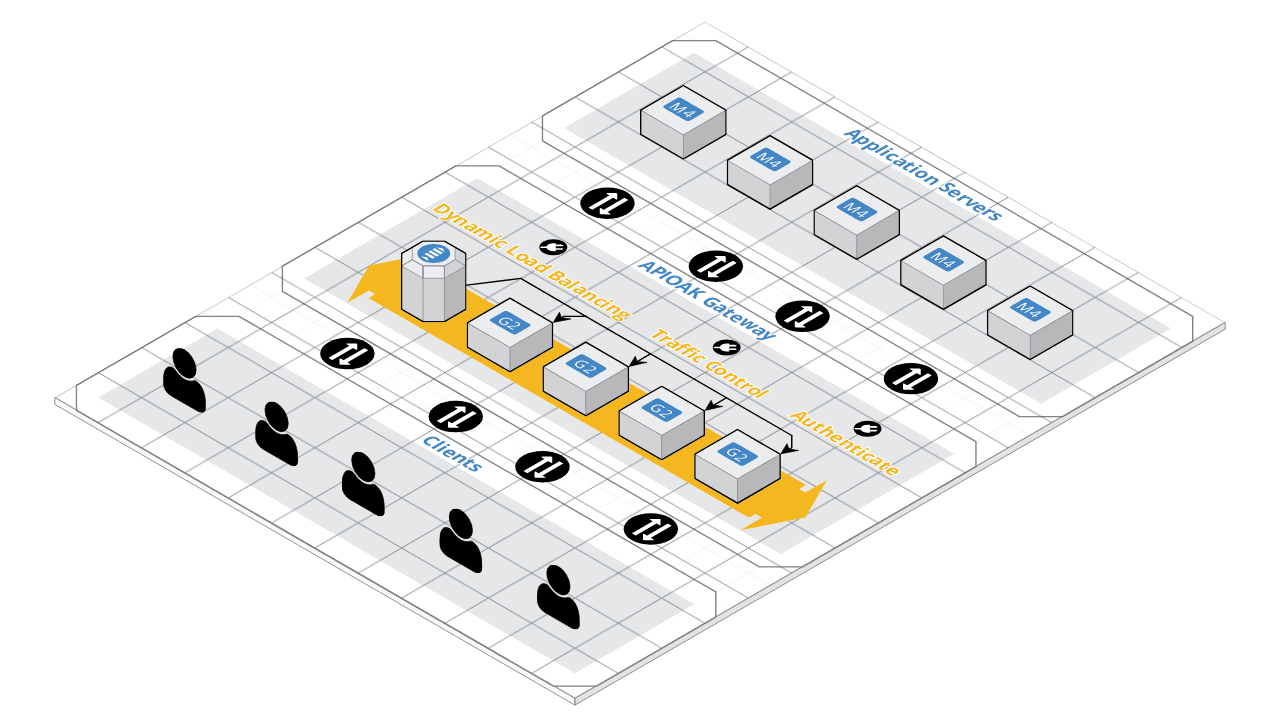 M4
M4
M4
M4
M4
Application Servers
Dynamic Load Balancing
APIOAK Gateway
Traffic Control
Authenticate
G2
G2
G2
G2
Clients